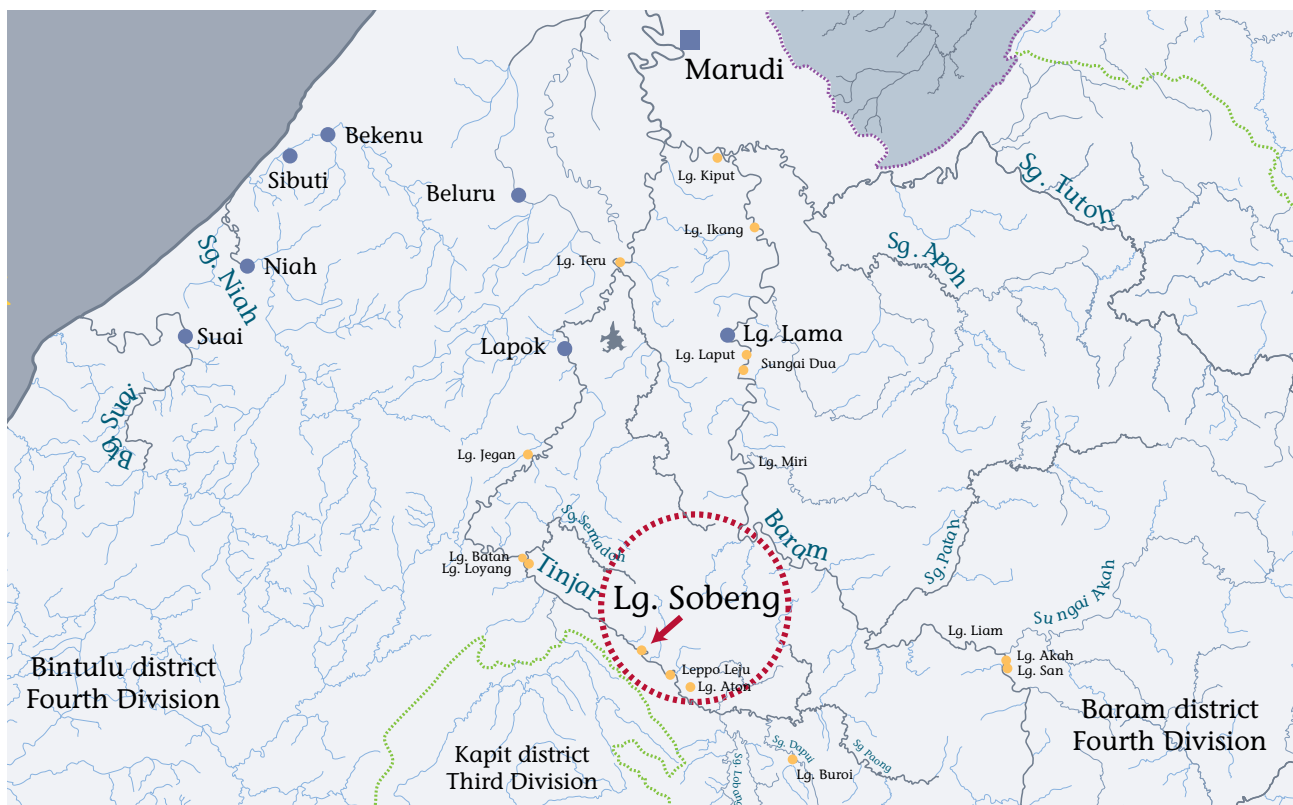 Marudi
Bekenu
Sibuti
Lg. Kiput
Sg. Tutoh
Beluru
Lg. Ikang
Sg. Apoh
Sg. Niah
Niah
Lg. Teru
Suai
Lapok
Lg. Lama
Lg. Laput
Sungai Dua
Btg. Suai
Lg. Jegan
Lg. Miri
Sg. Semadoh
Baram
Sg. Patah
Lg. Batan
Lg. Loyang
Tinjar
Lg. Sobeng
Sungai Akah
Lg. Liam
Lg. Akah
Lg. San
Leppo Leju
Lg. Aton
Bintulu district
Fourth Division
Baram district
Fourth Division
Kapit district
Third Division
Sg. Lobang
Sg. Dapui
Sg Paong
Lg. Buroi